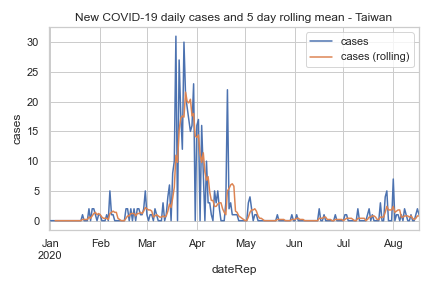 New COVID-19 daily cases and 5 day rolling mean - Taiwan
cases
cases (rolling)
30
25
20
15
10
5
0
cases
Jan Feb Mar Apr May Jun Jul Aug
2020
dateRep